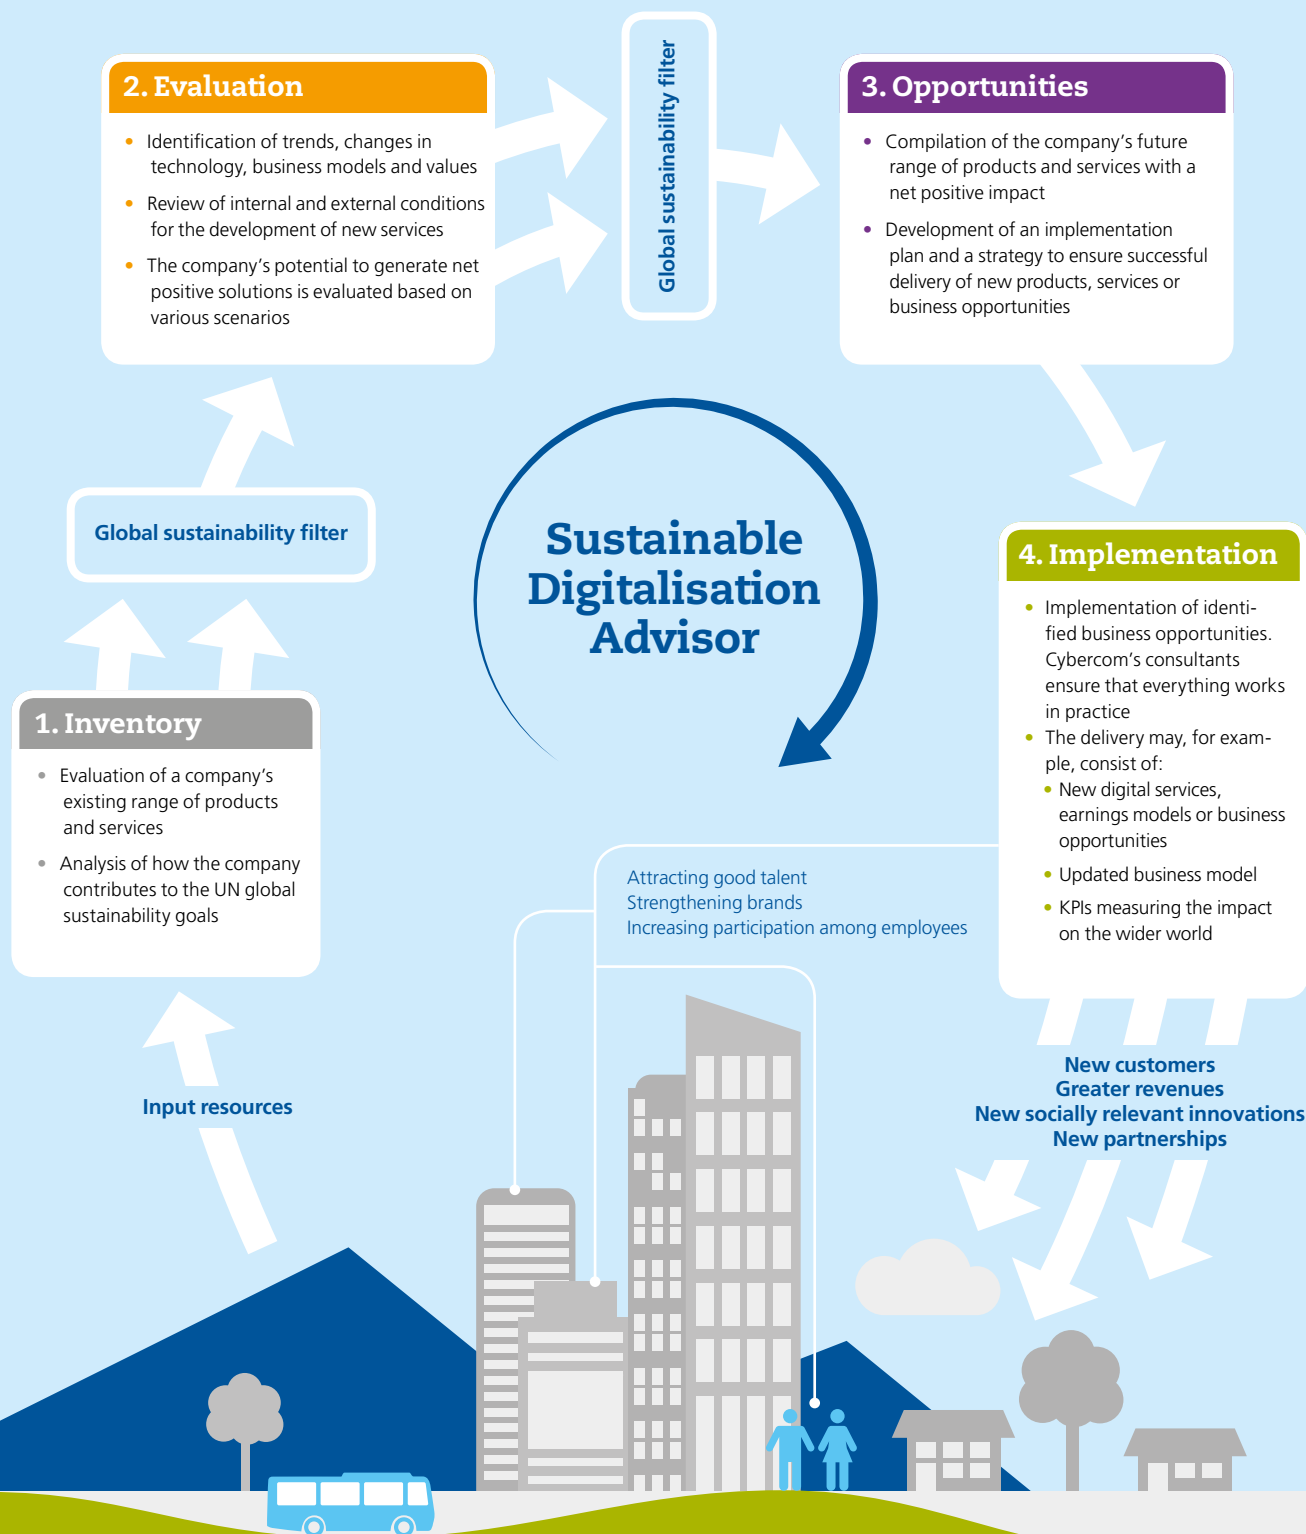 Global sustainability filter
2. Evaluation
• Identification of trends, changes in
technology, business models and values
• Review of internal and external conditions
for the development of new services
• The company's potential to generate net
positive solutions is evaluated based on
various scenarios
3. Opportunities
• Compilation of the company's future
range of products and services with a
net positive impact
• Development of an implementation
plan and a strategy to ensure successful
delivery of new products, services or
business opportunities
Global sustainability filter
Sustainable
Digitalisation
Advisor
4. Implementation
• Implementation of identi-
fied business opportunities.
Cybercom's consultants
ensure that everything works
in practice
• The delivery may, for exam-
ple, consist of:
• New digital services,
earnings models or business
opportunities
• Updated business model
• KPIs measuring the impact
on the wider world
1. Inventory
• Evaluation of a company's
existing range of products
and services
• Analysis of how the company
contributes to the UN global
sustainability goals
Attracting good talent
Strengthening brands
Increasing participation among employees
Input resources
New customers
Greater revenues
New socially relevant innovations
New partnerships